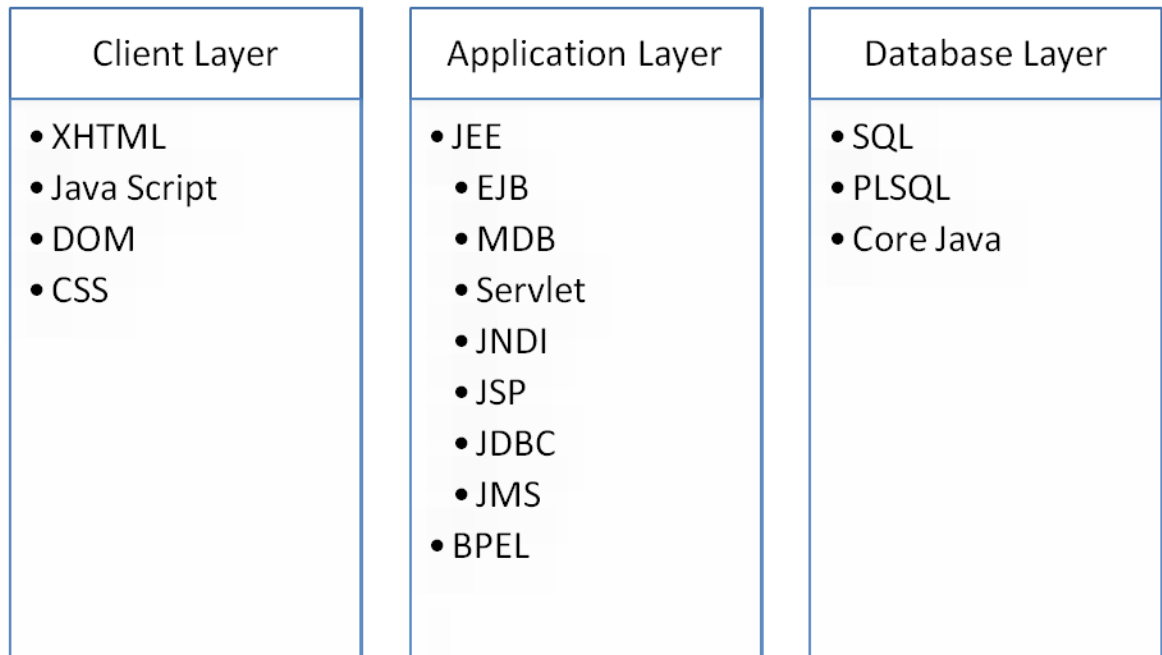 Client Layer
• XHTML
• Java Script
• DOM
• CSS
Application Layer
• JEE
• EJB
• MDB
• Servlet
• JNDI
• JSP
• JDBC
• JMS
• BPEL
Database Layer
• SQL
• PLSQL
• Core Java